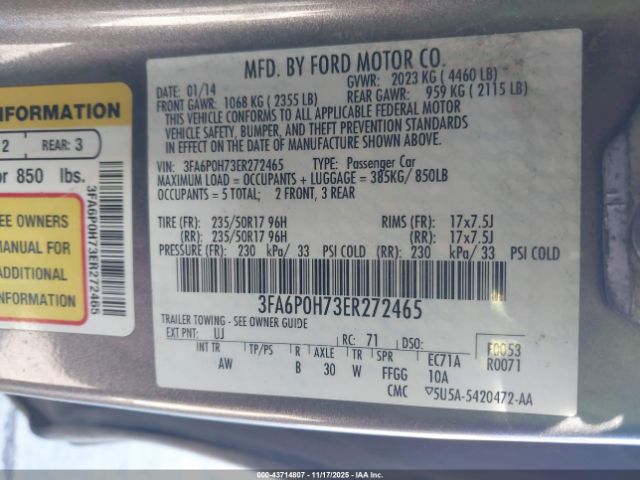 NFORMATION
2 REAR: 3
or 850 lbs.
EE OWNERS
MANUAL FOR
ADDITIONAL
INFORMATION
3FA6P0H73ER272465
MFD. BY FORD MOTOR CO.
DATE: 01/14 GVWR: 2023 KG ( 4460 LB)
FRONT GAWR: 1068 KG ( 2355 LB) REAR GAWR: 959 KG ( 2115 LB)
THIS VEHICLE CONFORMS TO ALL APPLICABLE FEDERAL MOTOR
VEHICLE SAFETY, BUMPER, AND THEFT PREVENTION STANDARDS
IN EFFECT ON THE DATE OF MANUFACTURE SHOWN ABOVE.
VIN: 3FA6P0H73ER272465 TYPE: Passenger Car
MAXIMUM LOAD = OCCUPANTS + LUGGAGE = 385KG/ 850LB
OCCUPANTS = 5 TOTAL; 2 FRONT, 3 REAR
TIRE (FR): 235/50R17 96H RIMS (FR): 17x7.5J
(RR): 235/50R17 96H (RR): 17x7.5J
PRESSURE (FR): 230 kPa/ 33 PSI COLD (RR): 230 kPa/ 33 PSI COLD
3FA6P0H73ER272465
TRAILER TOWING - SEE OWNER GUIDE
EXT PNT: UJ RC: 71 DSO: F0053
INT TR TP/PS R AXLE TR SPR EC71A R0071
AW B 30 W FFGG 10A
CMC ▽5U5A-5420472-AA
000-43714807 - 11/17/2025 - IAA Inc.